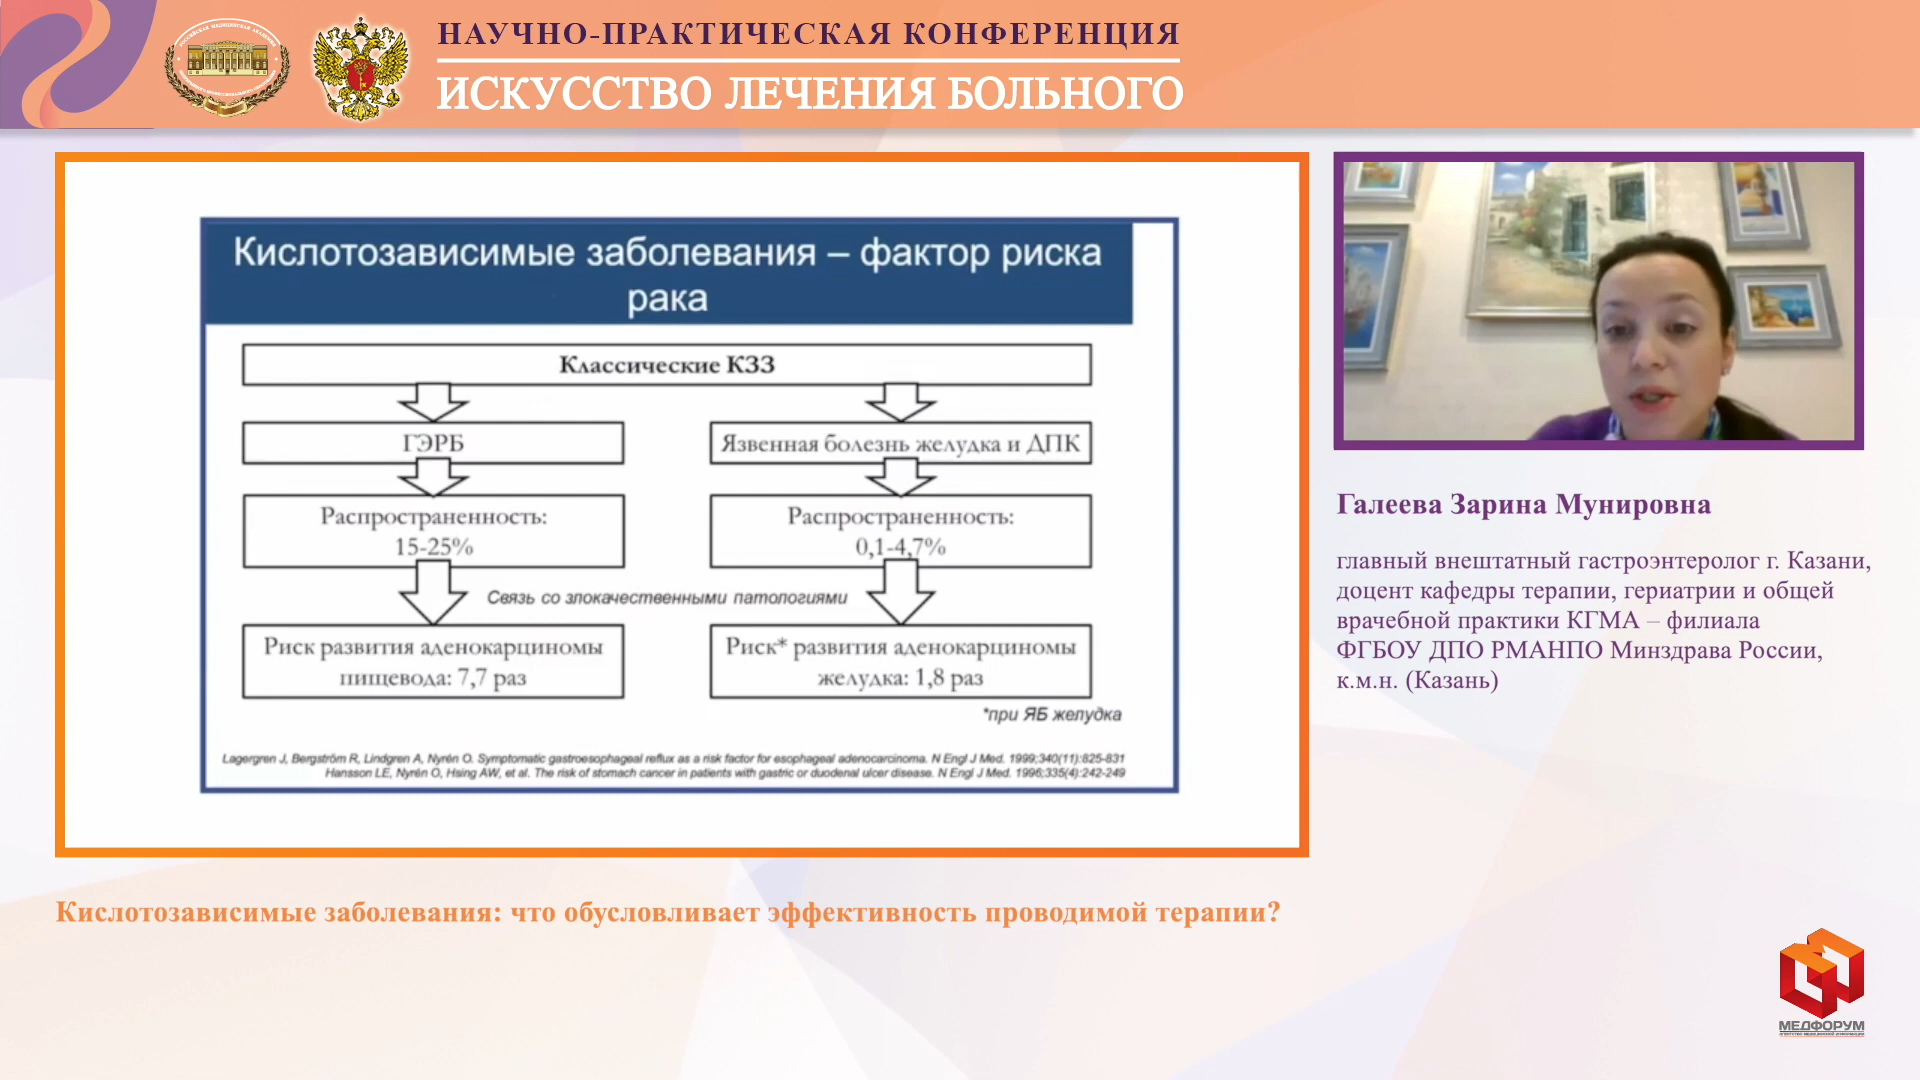 НАУЧНО-ПРАКТИЧЕСКАЯ КОНФЕРЕНЦИЯ
ИСКУССТВО ЛЕЧЕНИЯ БОЛЬНОГО
Кислотозависимые заболевания – фактор риска
рака
Классические КЗЗ
ГЭРБ
Язвенная болезнь желудка и ДПК
Распространенность:
15-25%
Распространенность:
0,1-4,7%
Связь со злокачественными патологиями
Риск развития аденокарциномы
пищевода: 7,7 раз
Риск* развития аденокарциномы
желудка: 1,8 раз
*при ЯБ желудка
Lagergren J, Bergström R, Lindgren A, Nyrén O. Symptomatic gastroesophageal reflux as a risk factor for esophageal adenocarcinoma. N Engl J Med. 1999;340(11):825-831
Hansson LE, Nyrén O, Hsing AW, et al. The risk of stomach cancer in patients with gastric or duodenal ulcer disease. N Engl J Med. 1996;335(4):242-249
Галеева Зарина Мунировна
главный внештатный гастроэнтеролог г. Казани,
доцент кафедры терапии, гериатрии и общей
врачебной практики КГМА – филиала
ФГБОУ ДПО РМАНПО Минздрава России,
к.м.н. (Казань)
Кислотозависимые заболевания: что обусловливает эффективность проводимой терапии?
МЕДФОРУМ